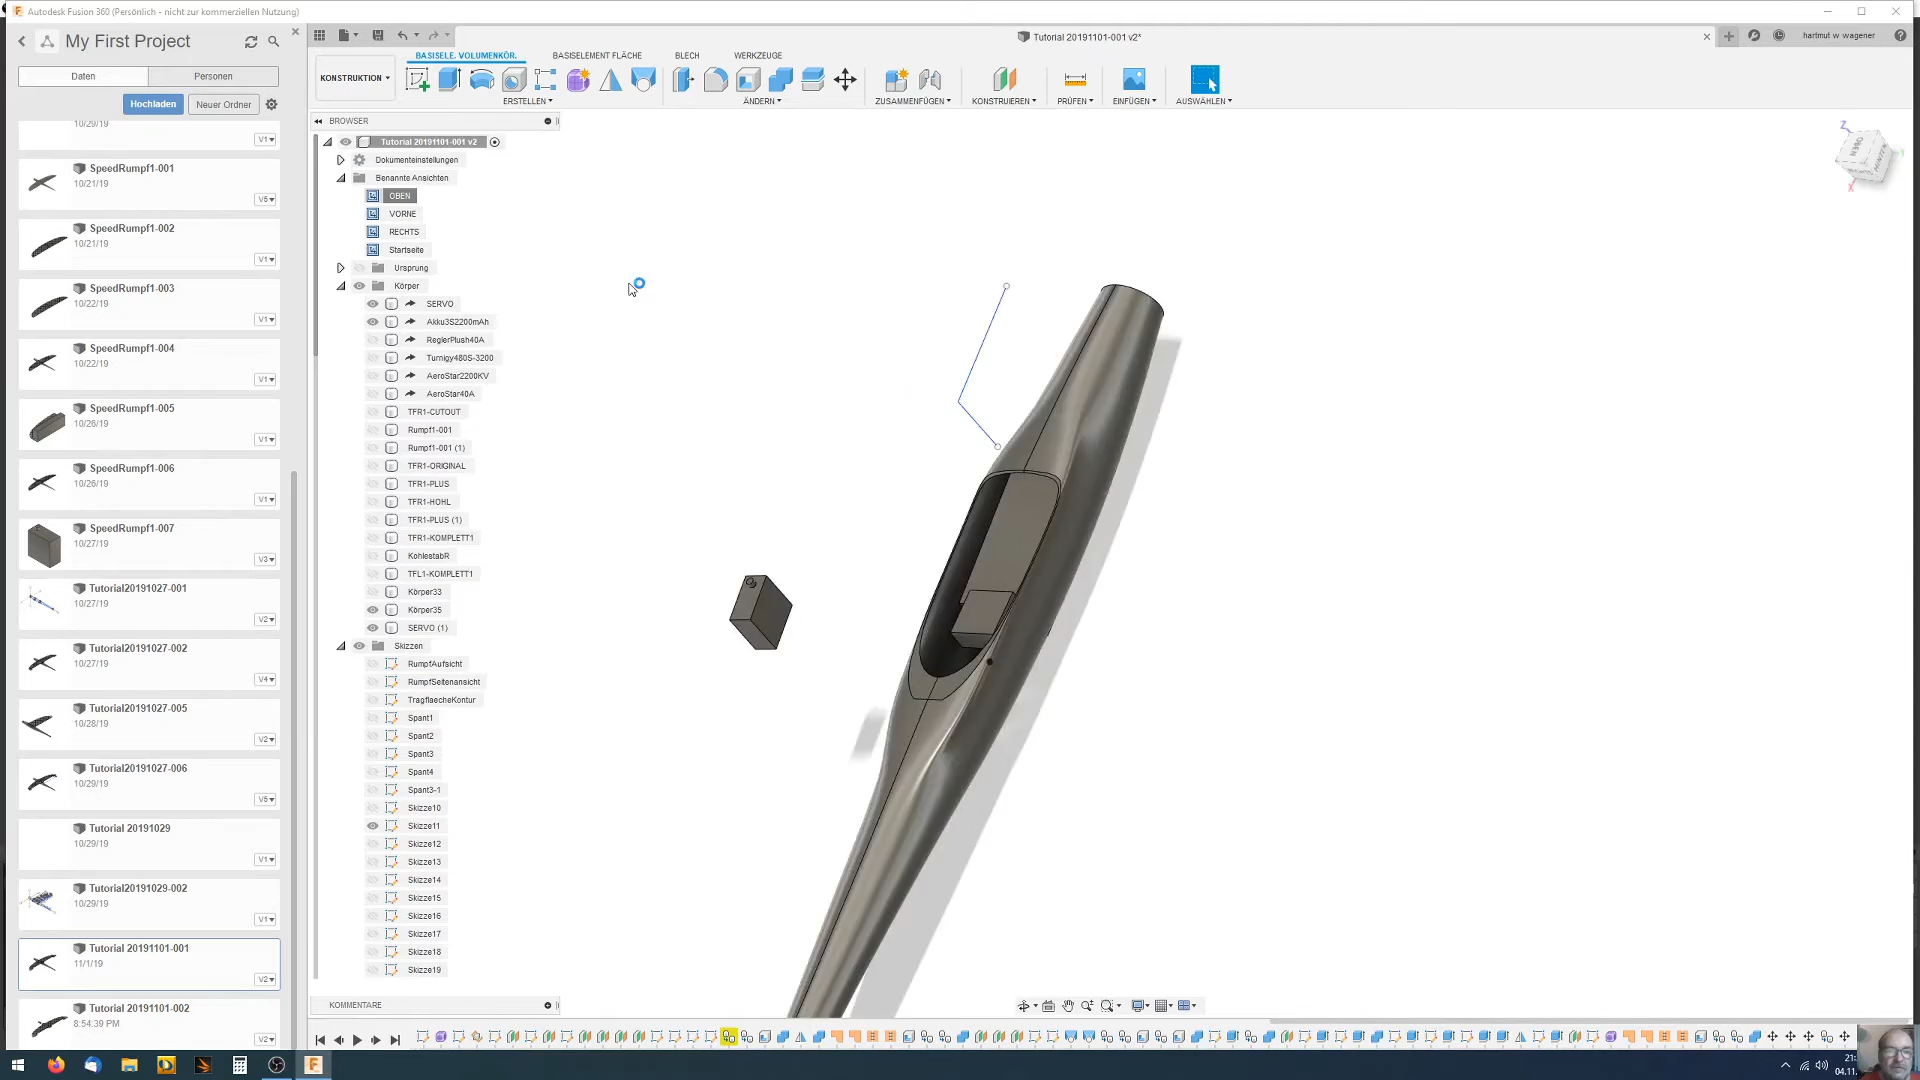 Autodesk Fusion 360 (Persönlich - nicht zur kommerziellen Nutzung)
My First Project
Tutorial 20191101-001 v2*
hartmut w wagener
Daten
Personen
BASISELE. VOLUMENKÖR.
BASISELEMENT FLÄCHE
BLECH
WERKZEUGE
KONSTRUKTION
Hochladen
Neuer Ordner
ERSTELLEN
ÄNDERN
ZUSAMMENFÜGEN
KONSTRUIEREN
PRÜFEN
EINFÜGEN
AUSWÄHLEN
10/29/19
V1
SpeedRumpf1-001
10/21/19
V5
SpeedRumpf1-002
10/21/19
V1
SpeedRumpf1-003
10/22/19
V1
SpeedRumpf1-004
10/22/19
V1
SpeedRumpf1-005
10/26/19
V1
SpeedRumpf1-006
10/26/19
V1
SpeedRumpf1-007
10/27/19
V3
Tutorial20191027-001
10/27/19
V2
Tutorial20191027-002
10/27/19
V4
Tutorial20191027-005
10/28/19
V2
Tutorial20191027-006
10/29/19
V5
Tutorial 20191029
10/29/19
V1
Tutorial20191029-002
10/29/19
V1
Tutorial 20191101-001
11/1/19
V2
Tutorial 20191101-002
8:54:39 PM
V2
BROWSER
Tutorial 20191101-001 v2
Dokumenteinstellungen
Benannte Ansichten
OBEN
VORNE
RECHTS
Startseite
Ursprung
Körper
SERVO
Akku3S2200mAh
ReglerPlush40A
Turnigy480S-3200
AeroStar2200KV
AeroStar40A
TFR1-CUTOUT
Rumpf1-001
Rumpf1-001 (1)
TFR1-ORIGINAL
TFR1-PLUS
TFR1-HOHL
TFR1-PLUS (1)
TFR1-KOMPLETT1
KohlestabR
TFL1-KOMPLETT1
Körper33
Körper35
SERVO (1)
Skizzen
RumpfAufsicht
RumpfSeitenansicht
TragflaecheKontur
Spant1
Spant2
Spant3
Spant4
Spant3-1
Skizze10
Skizze11
Skizze12
Skizze13
Skizze14
Skizze15
Skizze16
Skizze17
Skizze18
Skizze19
KOMMENTARE
Z
OBEN
HINTEN
X
21:
04.11.